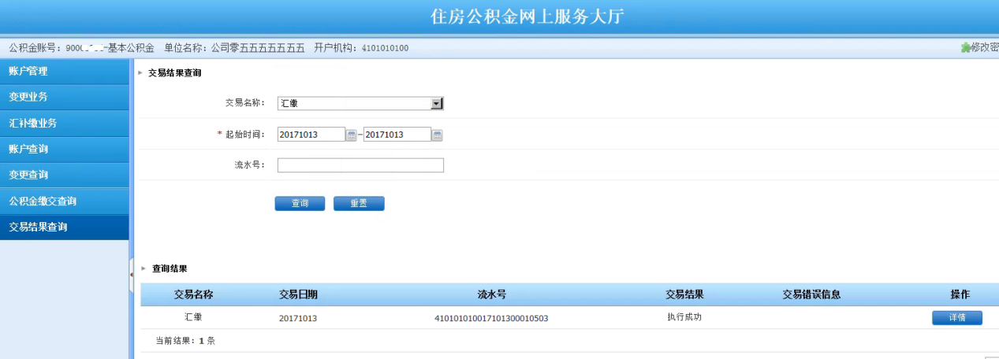 住房公积金网上服务大厅
公积金账号：900 -基本公积金 单位名称：公司零五五五五五五五 开户机构：4101010100 修改密
账户管理
变更业务
汇补缴业务
账户查询
变更查询
公积金缴交查询
交易结果查询
交易结果查询
交易名称： 汇缴
* 起始时间： 20171013 - 20171013
流水号：
查询 重置
查询结果
交易名称 交易日期 流水号 交易结果 交易错误信息 操作
汇缴 20171013 410101010017101300010503 执行成功 详情
当前结果：1 条